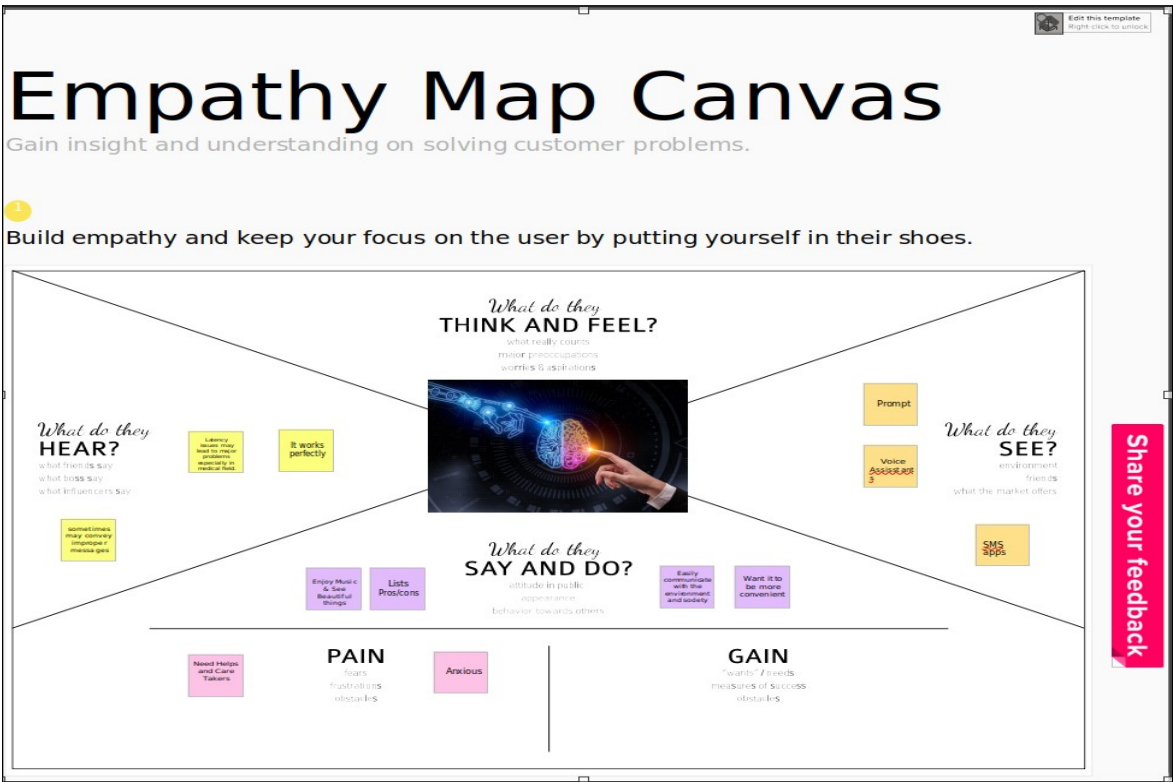 Edit this template
Right-click to unlock
Empathy Map Canvas
Gain insight and understanding on solving customer problems.
1
Build empathy and keep your focus on the user by putting yourself in their shoes.
What do they
THINK AND FEEL?
what really counts
major preoccupations
worries & aspirations
What do they
HEAR?
what friends say
what boss say
what influencers say
Latency
issues may
lead to major
problems
especially in
medical field.
It works
perfectly
sometimes
may convey
improper
messages
Prompt
Voice
Assisstant
3
What do they
SEE?
environment
friends
what the market offers
SMS
apps
What do they
SAY AND DO?
attitude in public
appearance
behavior towards others
Enjoy Music
& See
Beautiful
things
Lists
Pros/cons
Easily
communicate
with the
environment
and society
Want it to
be more
convenient
Need Helps
and Care
Takers
PAIN
fears
frustrations
obstacles
Anxious
GAIN
"wants" / needs
measures of success
obstacles
Share your feedback